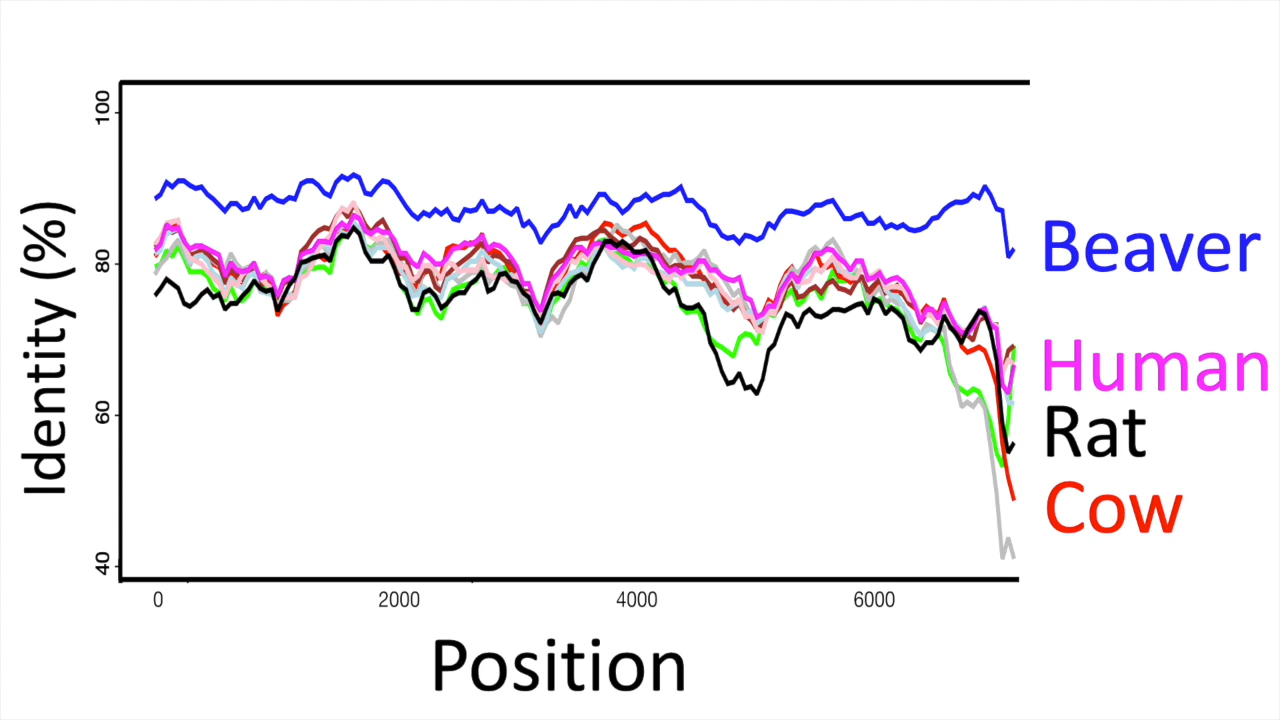 100
80
60
40
Identity (%)
0 2000 4000 6000
Position
Beaver
Human
Rat
Cow